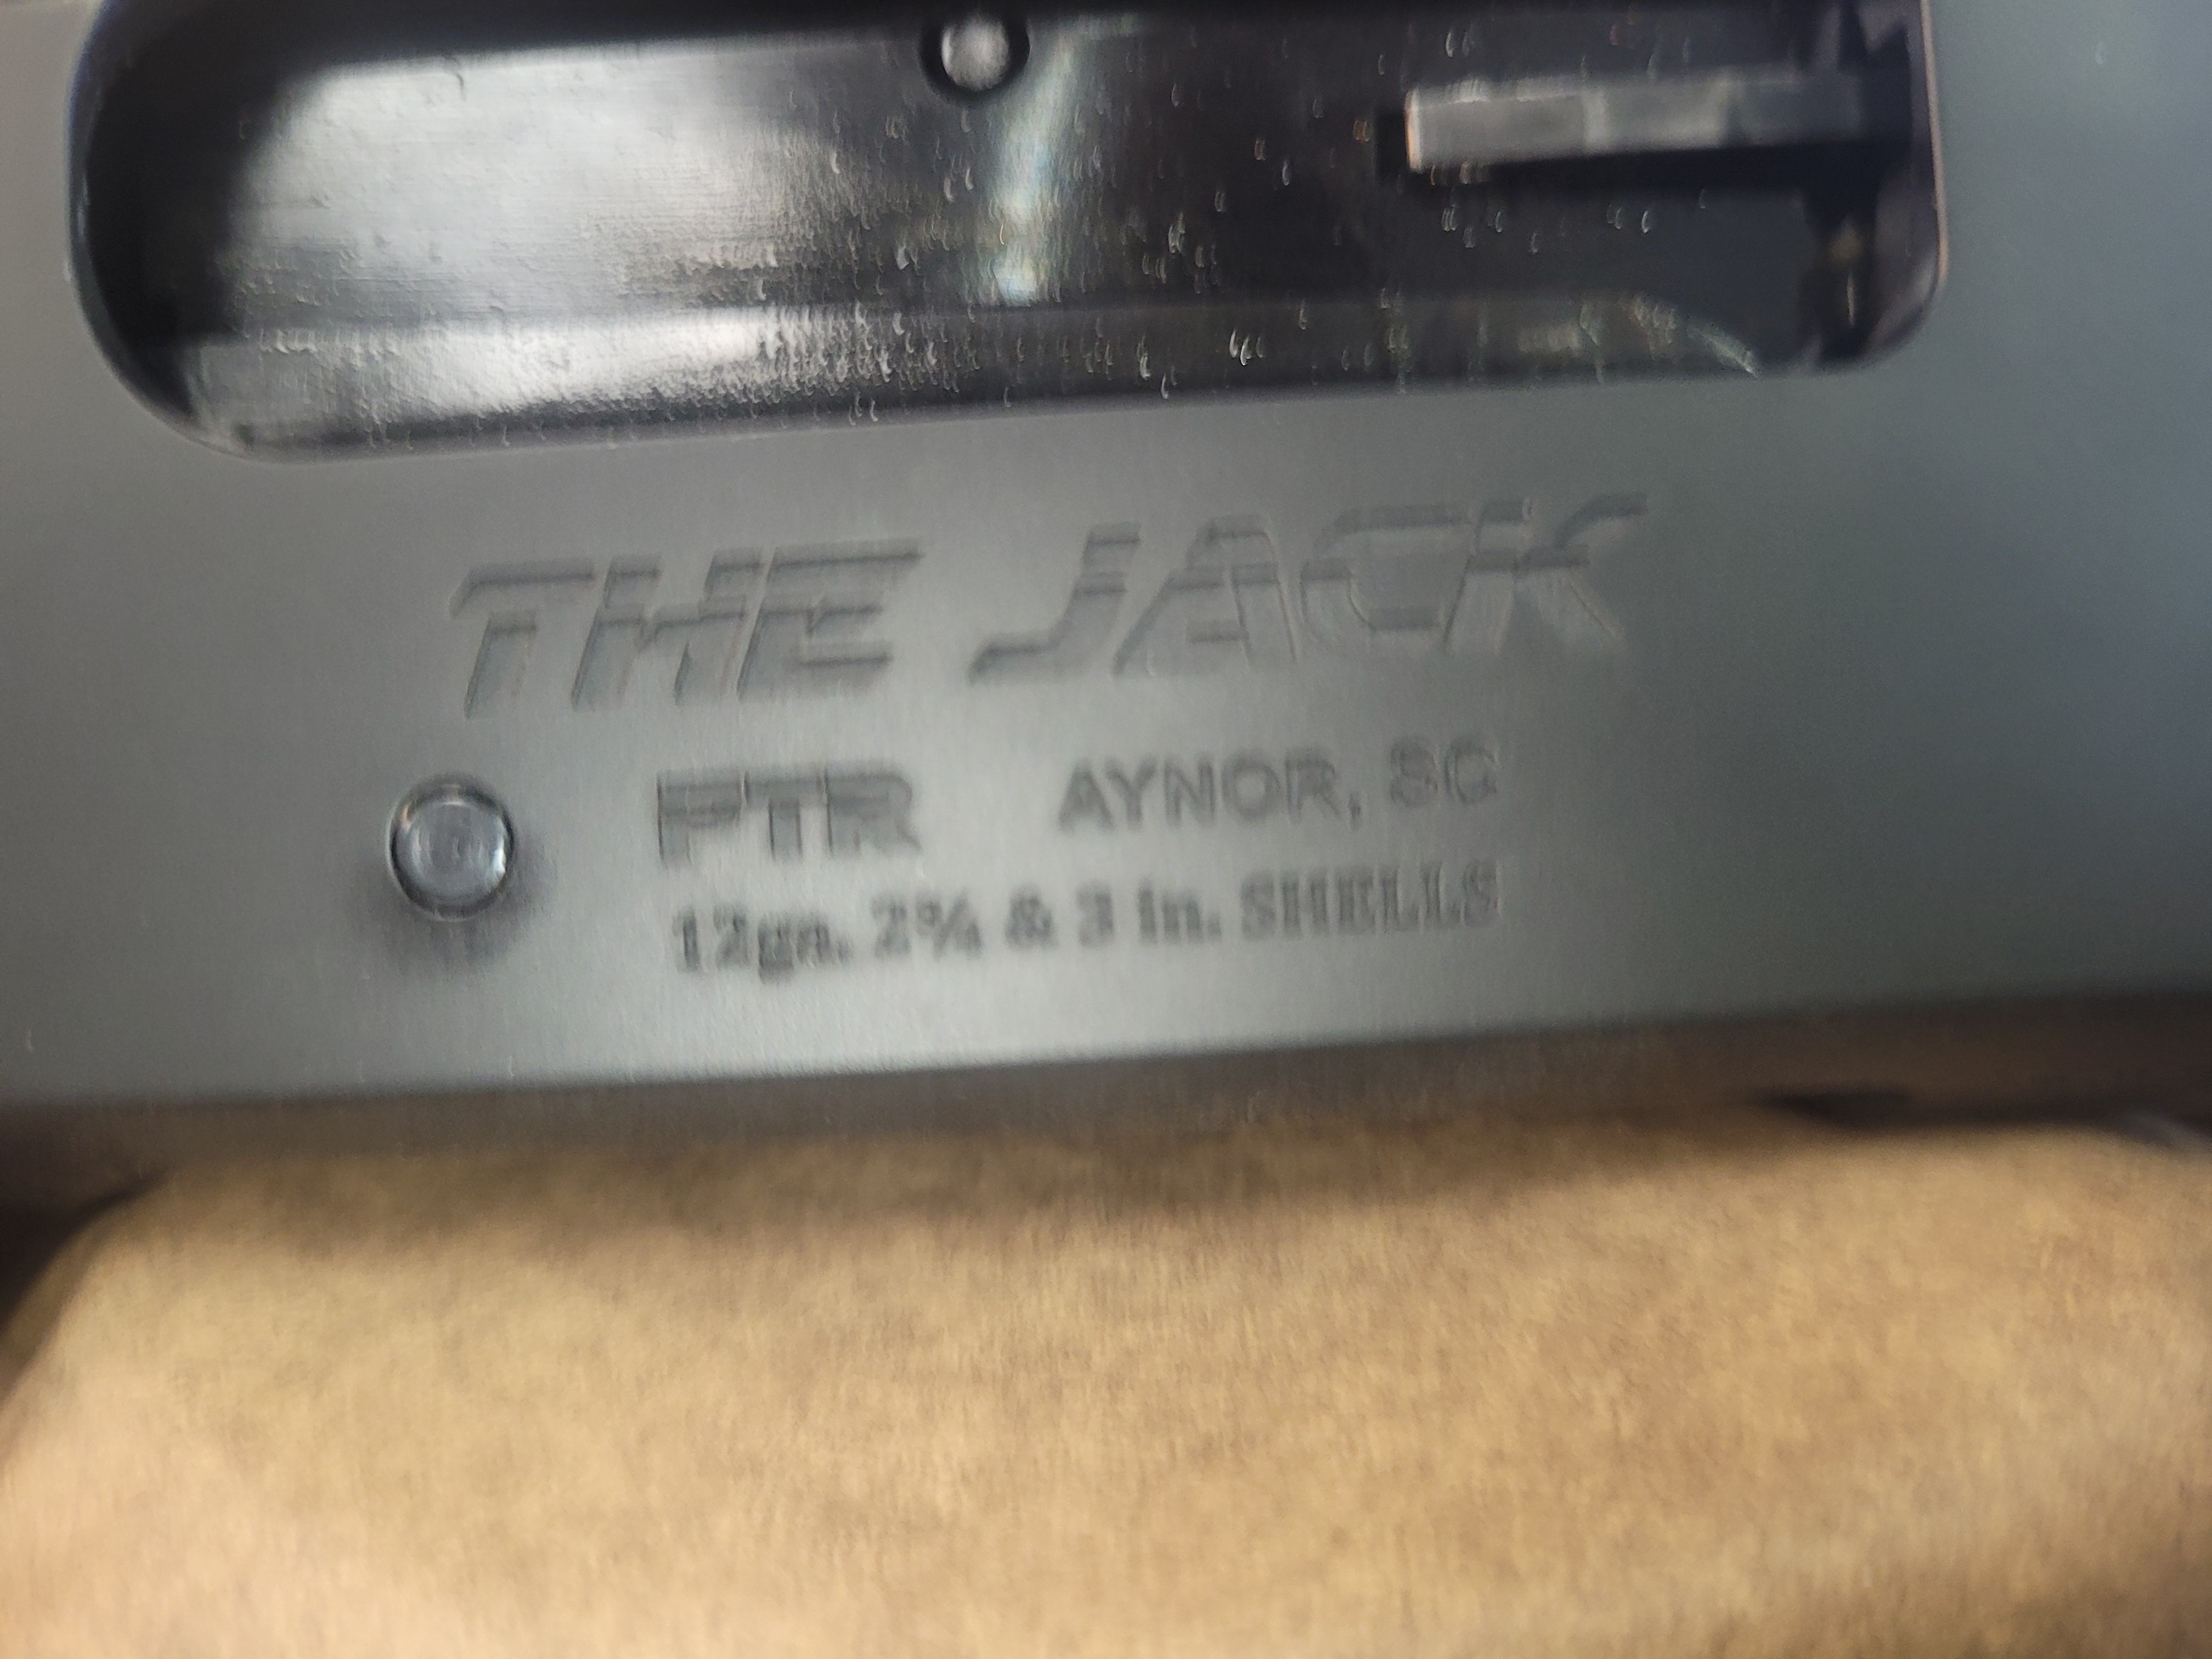 THE JACK
PTR AYNOR, SC
12ga. 2¾ & 3 in. SHELLS